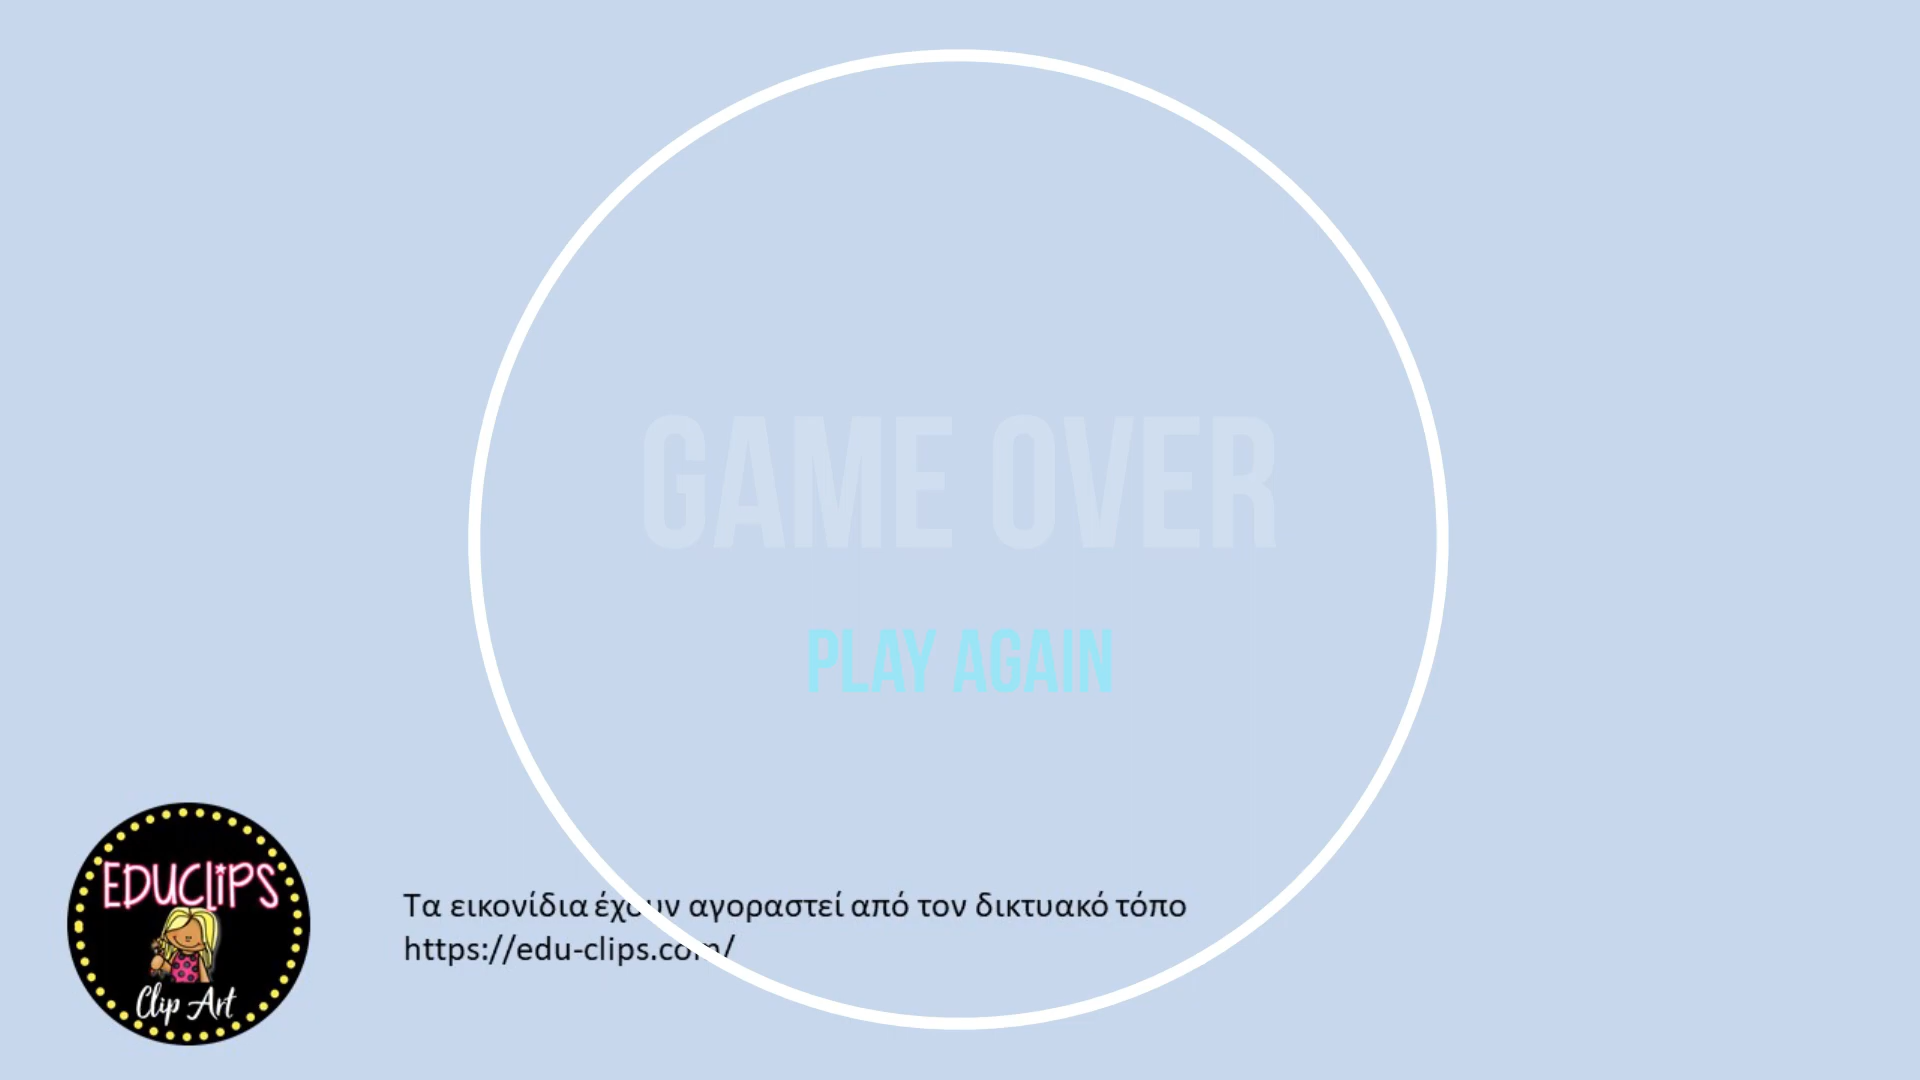 GAME OVER
PLAY AGAIN
EDUCLIPS
Clip Art
Τα εικονίδια έχουν αγοραστεί από τον δικτυακό τόπο
https://edu-clips.com/